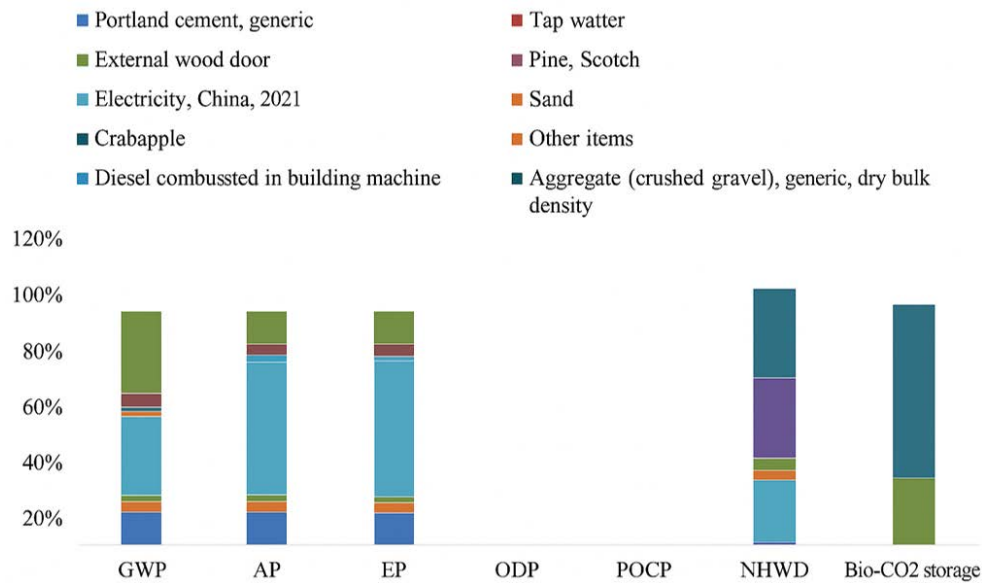 Portland cement, generic
Tap watter
External wood door
Pine, Scotch
Electricity, China, 2021
Sand
Crabapple
Other items
Diesel combussted in building machine
Aggregate (crushed gravel), generic, dry bulk
density
120%
100%
80%
60%
40%
20%
GWP AP EP ODP POCP NHWD Bio-CO2 storage